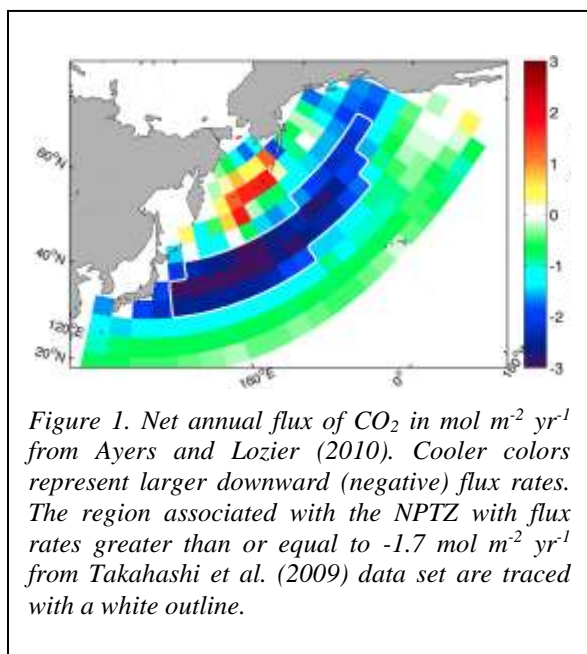 3
2
1
0
-1
-2
-3
60°N
40°N
120°E
20°N
160°E
0°
180°W
Figure 1. Net annual flux of CO₂ in mol m⁻² yr⁻¹
from Ayers and Lozier (2010). Cooler colors
represent larger downward (negative) flux rates.
The region associated with the NPTZ with flux
rates greater than or equal to -1.7 mol m⁻² yr⁻¹
from Takahashi et al. (2009) data set are traced
with a white outline.